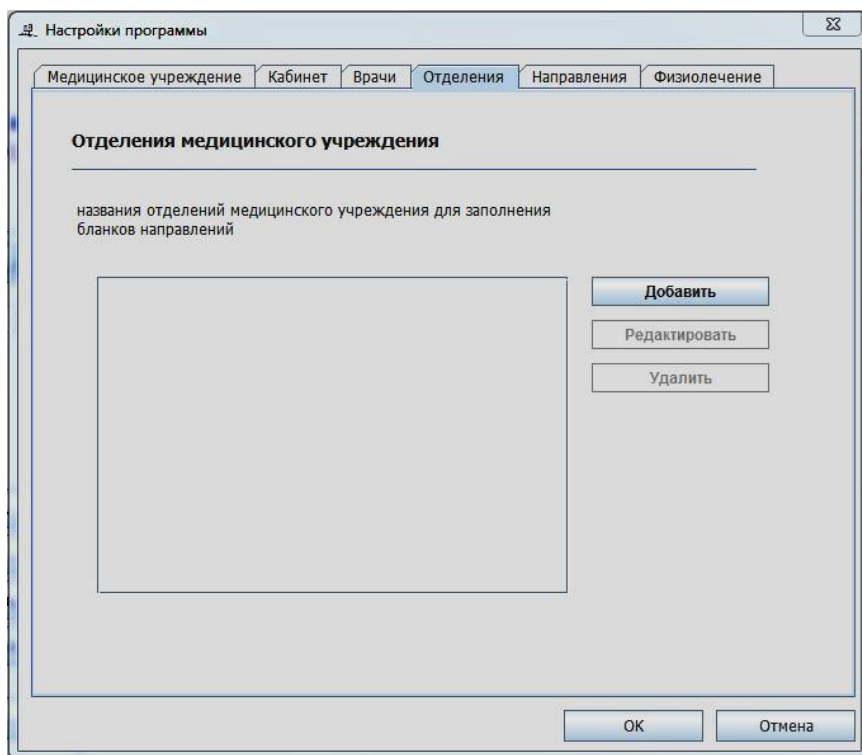 Настройки программы
Медицинское учреждение Кабинет Врачи Отделения Направления Физиолечение
Отделения медицинского учреждения
названия отделений медицинского учреждения для заполнения
бланков направлений
Добавить
Редактировать
Удалить
OK Отмена